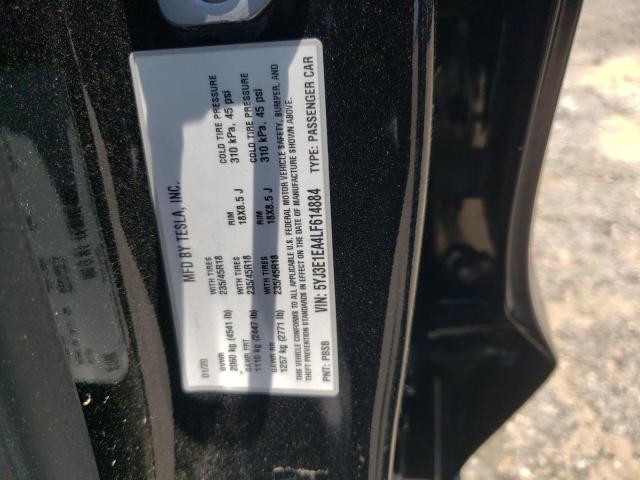 MFD BY TESLA, INC.
01/20
GVWR WITH TIRES RIM COLD TIRE PRESSURE
2060 kg (4541 lb) 235/45R18 18X8.5 J 310 kPa, 45 psi
GAWR FRT WITH TIRES RIM COLD TIRE PRESSURE
1110 kg (2447 lb) 235/45R18 18X8.5 J 310 kPa, 45 psi
GAWR RR WITH TIRES
1257 kg (2771 lb) 235/45R18
THIS VEHICLE CONFORMS TO ALL APPLICABLE U.S. FEDERAL MOTOR VEHICLE SAFETY, BUMPER, AND
THEFT PREVENTION STANDARDS IN EFFECT ON THE DATE OF MANUFACTURE SHOWN ABOVE.
VIN: 5YJ3E1EA4LF614884
PNT: PBSB TYPE: PASSENGER CAR